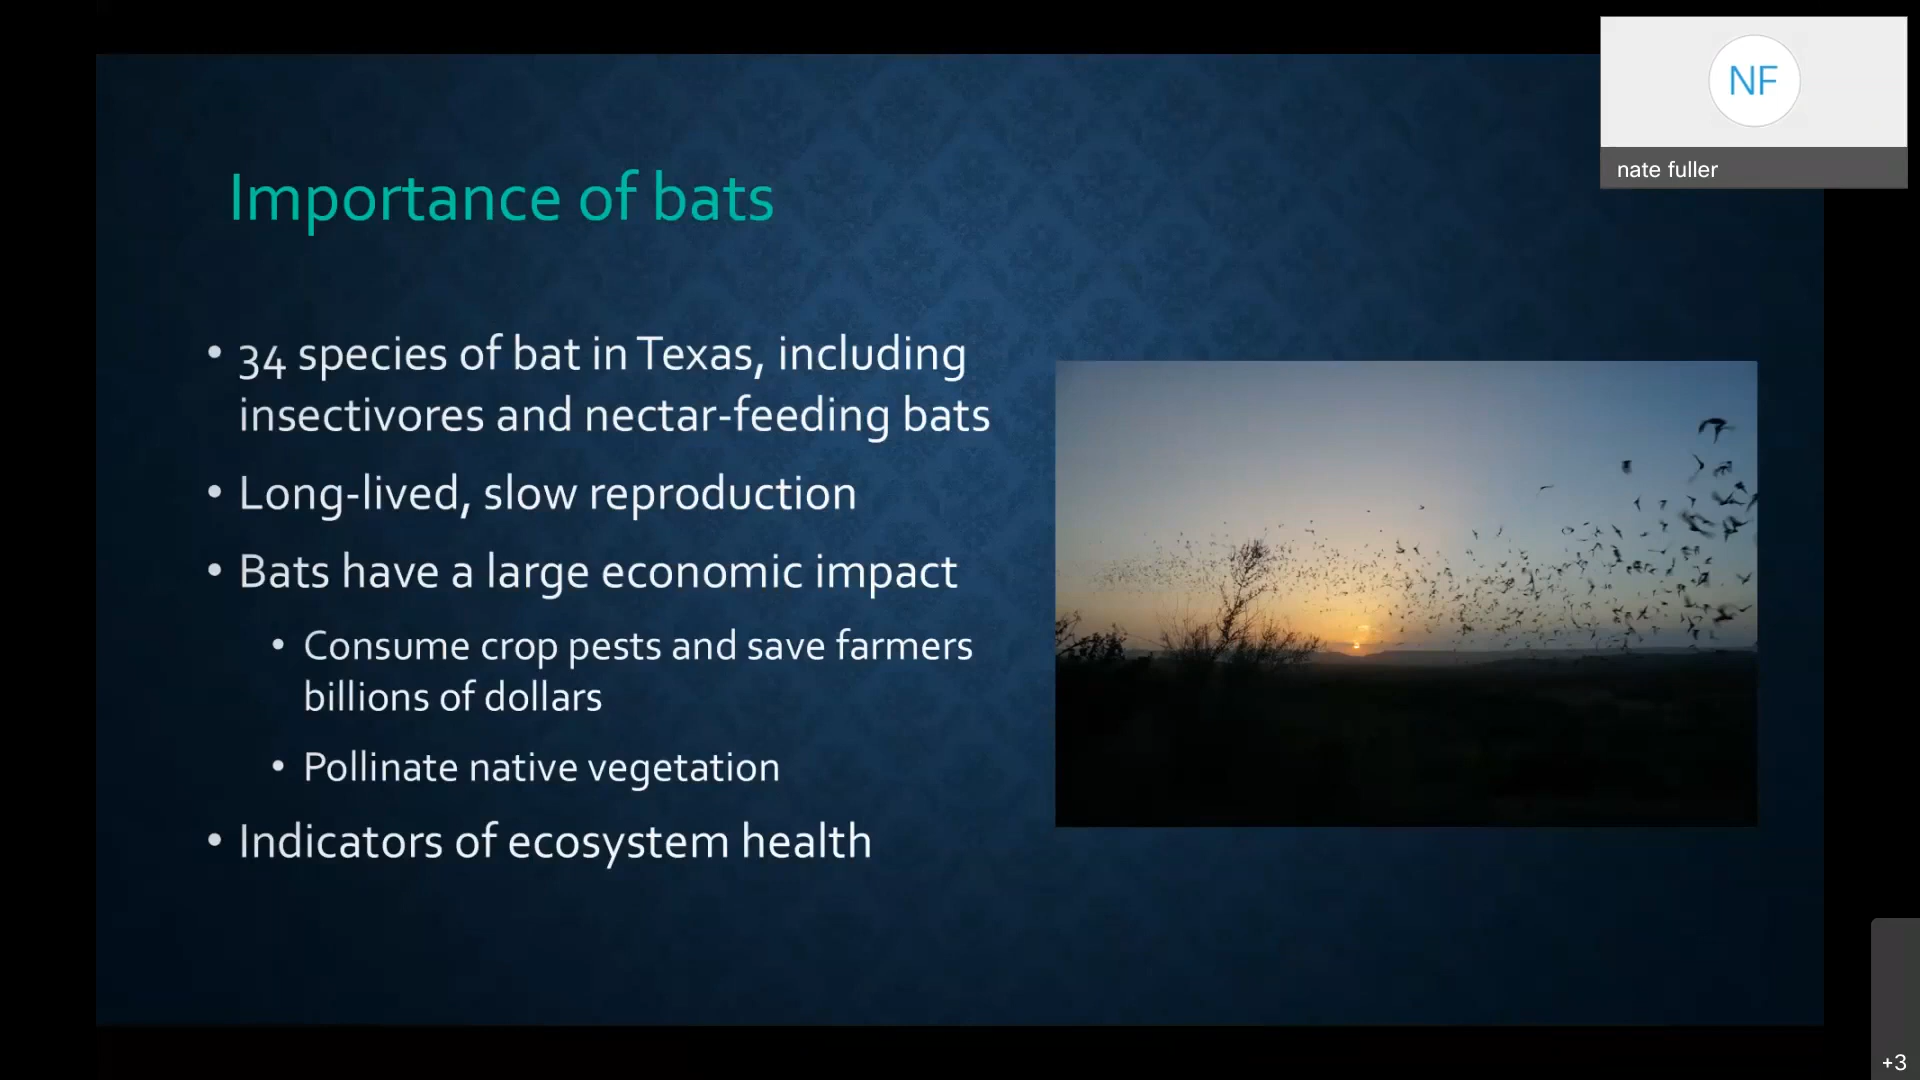 NF
nate fuller
Importance of bats
• 34 species of bat in Texas, including
insectivores and nectar-feeding bats
• Long-lived, slow reproduction
• Bats have a large economic impact
• Consume crop pests and save farmers
billions of dollars
• Pollinate native vegetation
• Indicators of ecosystem health
+3